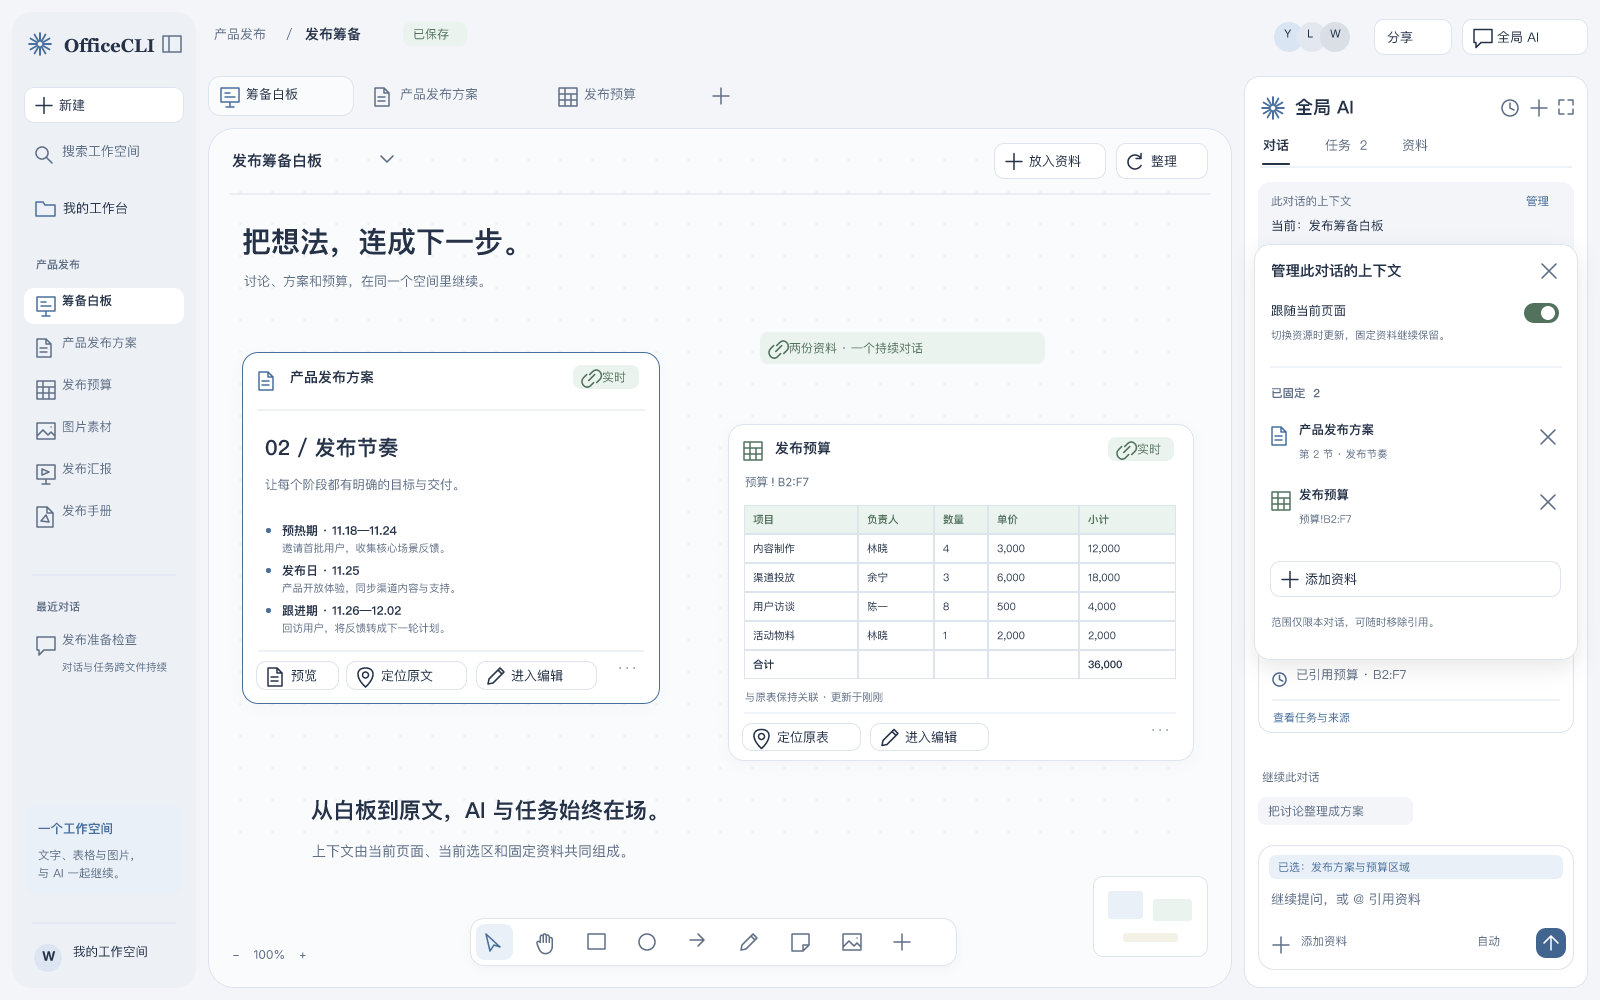 OfficeCLI
新建
搜索工作空间
我的工作台
产品发布
筹备白板
产品发布方案
发布预算
图片素材
发布汇报
发布手册
最近对话
发布准备检查
对话与任务跨文件持续
一个工作空间
文字、表格与图片，
与 AI 一起继续。
W 我的工作空间
产品发布 / 发布筹备 已保存
Y L W 分享 全局 AI
筹备白板 产品发布方案 发布预算
发布筹备白板 放入资料 整理
把想法，连成下一步。
讨论、方案和预算，在同一个空间里继续。
两份资料 · 一个持续对话
产品发布方案 实时
02 / 发布节奏
让每个阶段都有明确的目标与交付。
预热期 · 11.18—11.24
邀请首批用户，收集核心场景反馈。
发布日 · 11.25
产品开放体验，同步渠道内容与支持。
跟进期 · 11.26—12.02
回访用户，将反馈转成下一轮计划。
预览 定位原文 进入编辑 ···
发布预算 实时
预算 ! B2:F7
项目 负责人 数量 单价 小计
内容制作 林晓 4 3,000 12,000
渠道投放 余宁 3 6,000 18,000
用户访谈 陈一 8 500 4,000
活动物料 林晓 1 2,000 2,000
合计 36,000
与原表保持关联 · 更新于刚刚
定位原表 进入编辑 ···
从白板到原文，AI 与任务始终在场。
上下文由当前页面、当前选区和固定资料共同组成。
− 100% +
全局 AI
对话 任务 2 资料
此对话的上下文 管理
当前：发布筹备白板
管理此对话的上下文
跟随当前页面
切换资源时更新，固定资料继续保留。
已固定 2
产品发布方案
第 2 节 · 发布节奏
发布预算
预算!B2:F7
添加资料
范围仅限本对话，可随时移除引用。
已引用预算 · B2:F7
查看任务与来源
继续此对话
把讨论整理成方案
已选：发布方案与预算区域
继续提问，或 @ 引用资料
添加资料 自动